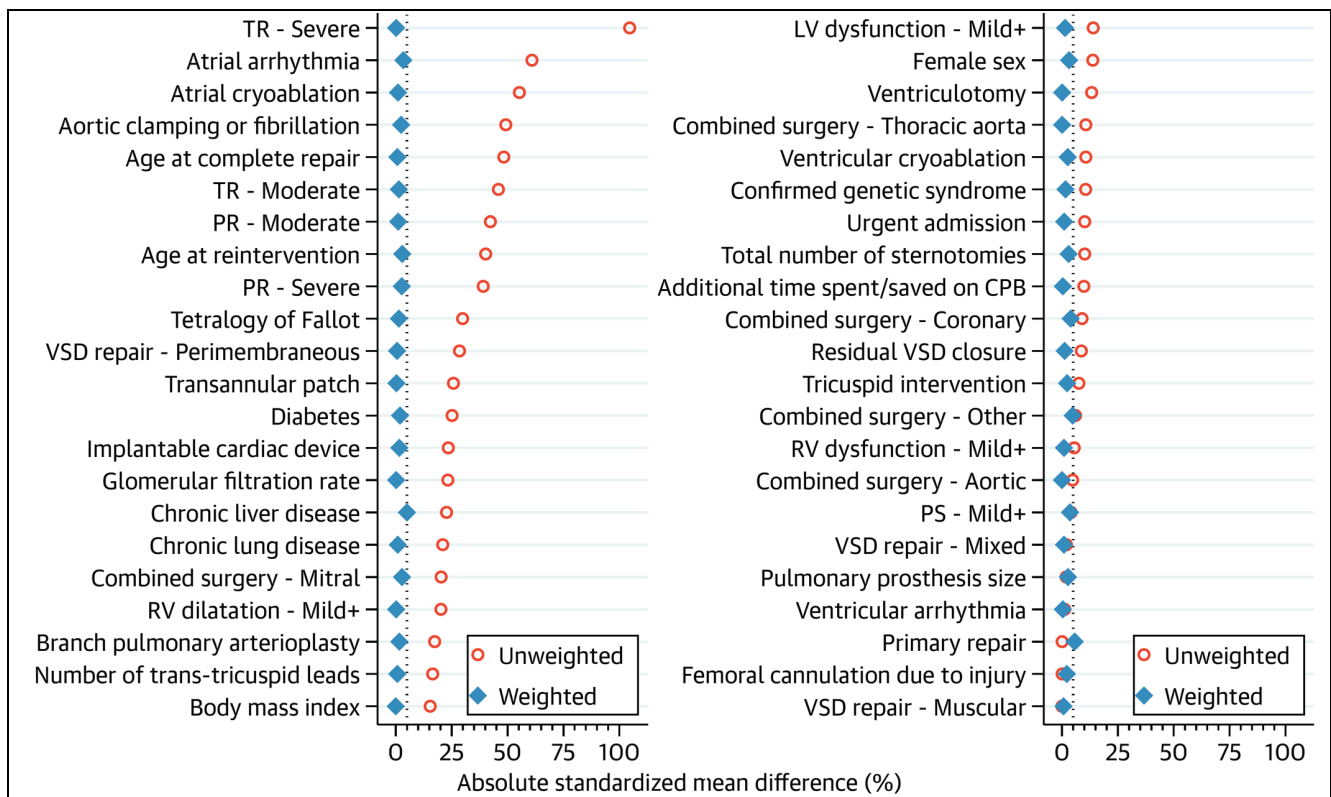 TR - Severe
Atrial arrhythmia
Atrial cryoablation
Aortic clamping or fibrillation
Age at complete repair
TR - Moderate
PR - Moderate
Age at reintervention
PR - Severe
Tetralogy of Fallot
VSD repair - Perimembraneous
Transannular patch
Diabetes
Implantable cardiac device
Glomerular filtration rate
Chronic liver disease
Chronic lung disease
Combined surgery - Mitral
RV dilatation - Mild+
Branch pulmonary arterioplasty
Number of trans-tricuspid leads
Body mass index
Unweighted
Weighted
0 25 50 75 100
LV dysfunction - Mild+
Female sex
Ventriculotomy
Combined surgery - Thoracic aorta
Ventricular cryoablation
Confirmed genetic syndrome
Urgent admission
Total number of sternotomies
Additional time spent/saved on CPB
Combined surgery - Coronary
Residual VSD closure
Tricuspid intervention
Combined surgery - Other
RV dysfunction - Mild+
Combined surgery - Aortic
PS - Mild+
VSD repair - Mixed
Pulmonary prosthesis size
Ventricular arrhythmia
Primary repair
Femoral cannulation due to injury
VSD repair - Muscular
Unweighted
Weighted
0 25 50 75 100
Absolute standardized mean difference (%)